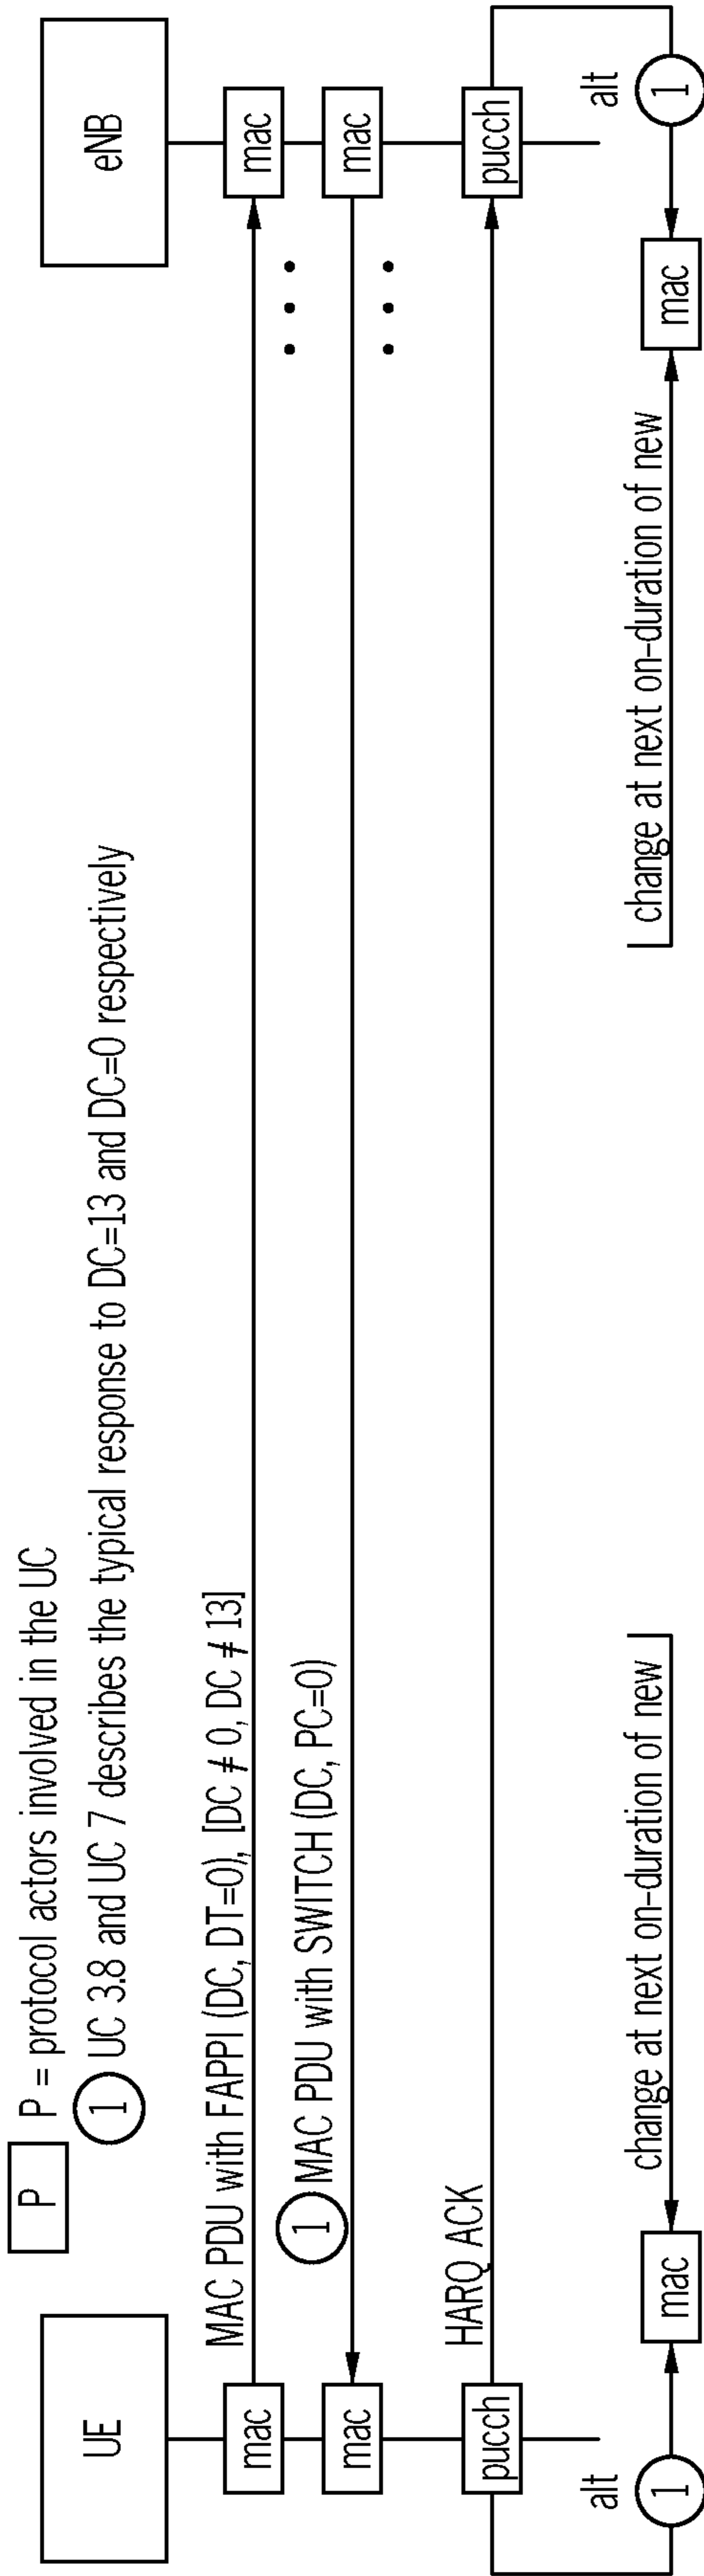 P
P = protocol actors involved in the UC
1 UC 3.8 and UC 7 describes the typical response to DC=13 and DC=0 respectively
UE
eNB
MAC PDU with FAPPI (DC, DT=0), [DC ≠ 0, DC ≠ 13]
mac
mac
1 MAC PDU with SWITCH (DC, PC=0)
mac
mac
HARQ ACK
pucch
pucch
alt
1
mac
change at next on-duration of new
change at next on-duration of new
mac
alt
1